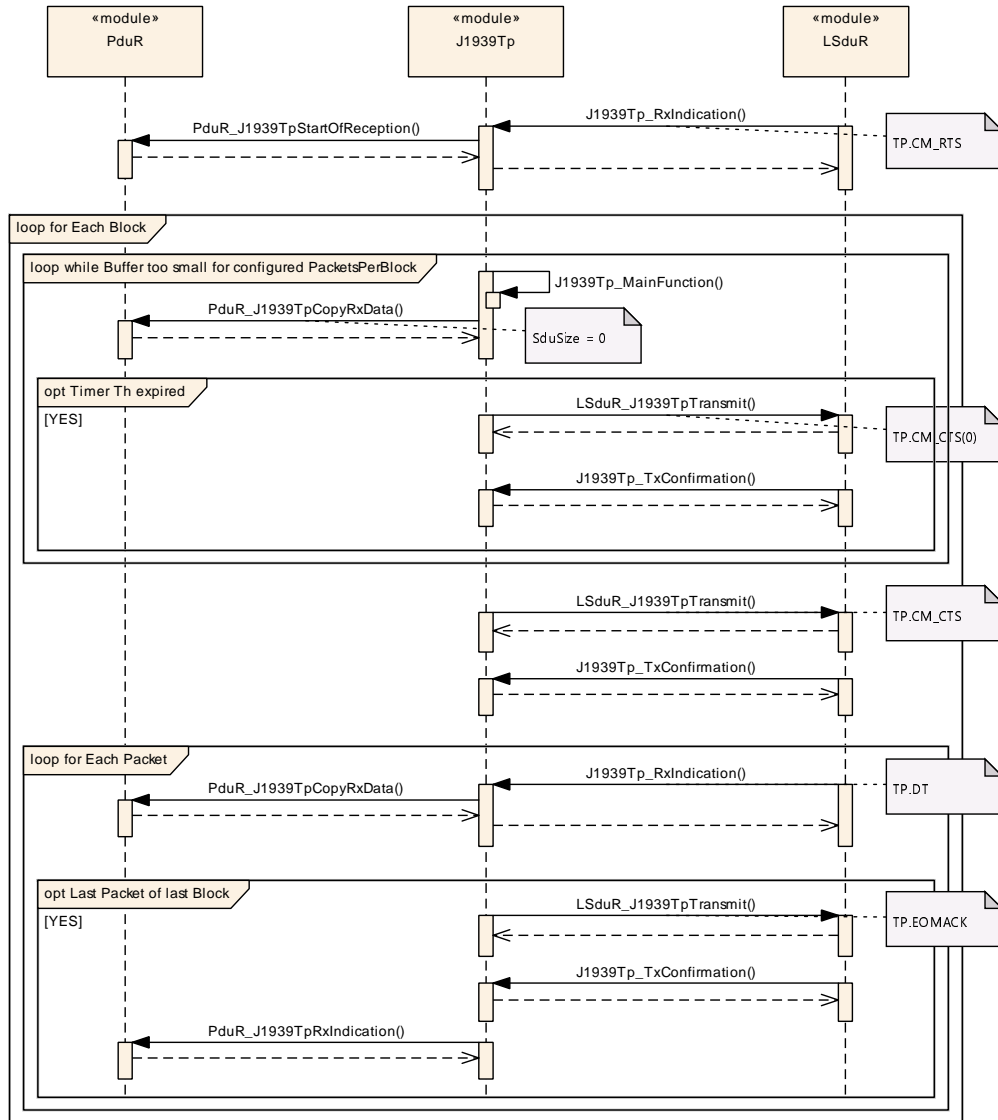 «module»
PduR
«module»
J1939Tp
«module»
LSduR
J1939Tp_RxIndication()
PduR_J1939TpStartOfReception()
TP.CM_RTS
loop for Each Block
loop while Buffer too small for configured PacketsPerBlock
J1939Tp_MainFunction()
PduR_J1939TpCopyRxData()
SduSize = 0
opt Timer Th expired
[YES]
LSduR_J1939TpTransmit()
TP.CM_CTS(0)
J1939Tp_TxConfirmation()
LSduR_J1939TpTransmit()
TP.CM_CTS
J1939Tp_TxConfirmation()
loop for Each Packet
J1939Tp_RxIndication()
PduR_J1939TpCopyRxData()
TP.DT
opt Last Packet of last Block
[YES]
LSduR_J1939TpTransmit()
TP.EOMACK
J1939Tp_TxConfirmation()
PduR_J1939TpRxIndication()